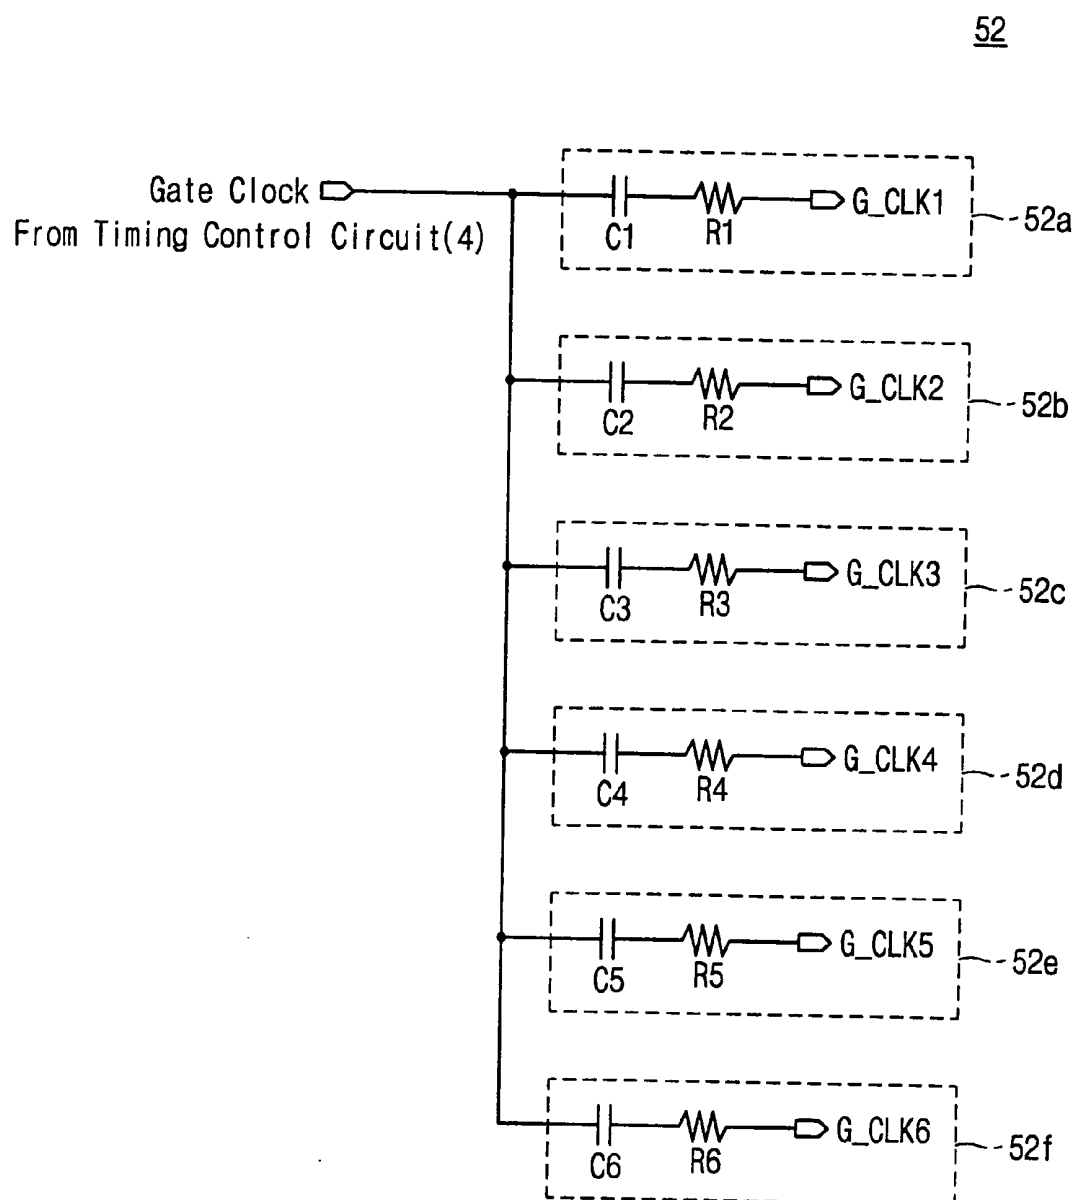 52
Gate Clock
From Timing Control Circuit(4)
C1
R1
G_CLK1
52a
C2
R2
G_CLK2
52b
C3
R3
G_CLK3
52c
C4
R4
G_CLK4
52d
C5
R5
G_CLK5
52e
C6
R6
G_CLK6
52f